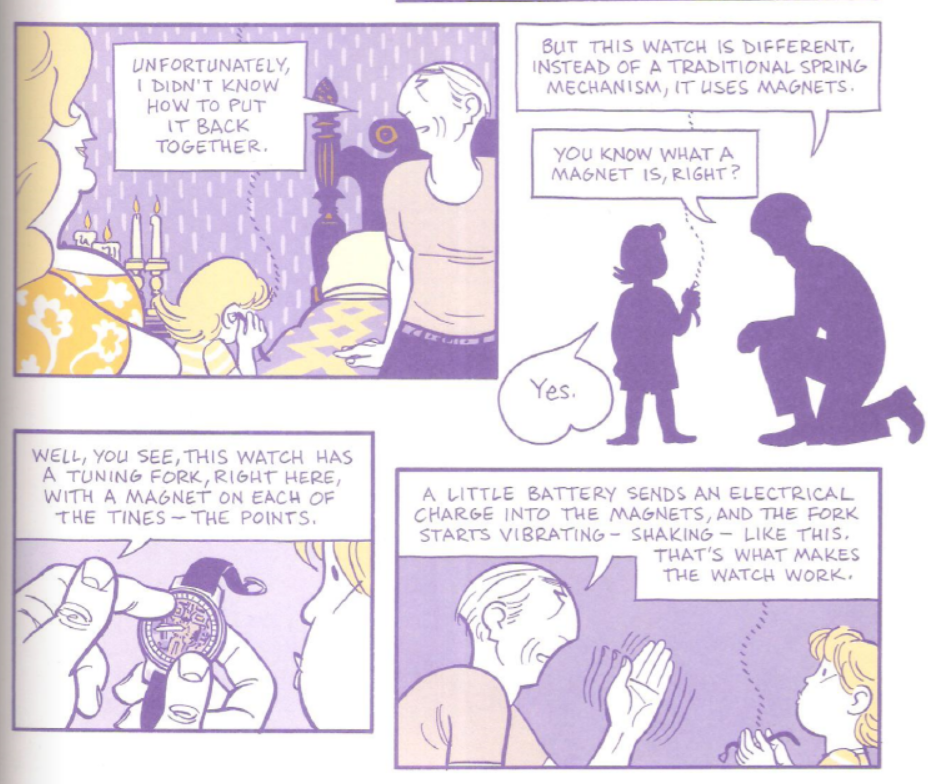 UNFORTUNATELY,
I DIDN'T KNOW
HOW TO PUT
IT BACK
TOGETHER.
BUT THIS WATCH IS DIFFERENT,
INSTEAD OF A TRADITIONAL SPRING
MECHANISM, IT USES MAGNETS.
YOU KNOW WHAT A
MAGNET IS, RIGHT?
Yes.
WELL, YOU SEE, THIS WATCH HAS
A TUNING FORK, RIGHT HERE,
WITH A MAGNET ON EACH OF
THE TINES – THE POINTS.
A LITTLE BATTERY SENDS AN ELECTRICAL
CHARGE INTO THE MAGNETS, AND THE FORK
STARTS VIBRATING – SHAKING – LIKE THIS.
THAT'S WHAT MAKES
THE WATCH WORK.